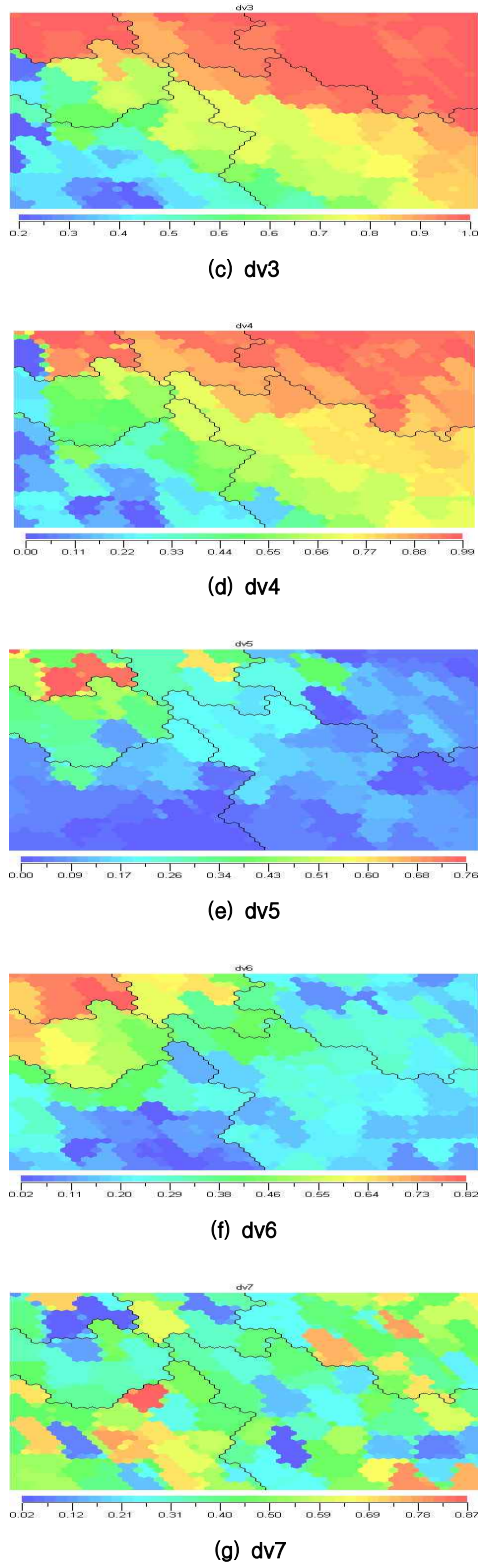 dv3
0.2 0.3 0.4 0.5 0.6 0.7 0.8 0.9 1.0
(c) dv3
dv4
0.00 0.11 0.22 0.33 0.44 0.55 0.66 0.77 0.88 0.99
(d) dv4
dv5
0.00 0.09 0.17 0.26 0.34 0.43 0.51 0.60 0.68 0.76
(e) dv5
dv6
0.02 0.11 0.20 0.29 0.38 0.46 0.55 0.64 0.73 0.82
(f) dv6
dv7
0.02 0.12 0.21 0.31 0.40 0.50 0.59 0.69 0.78 0.87
(g) dv7